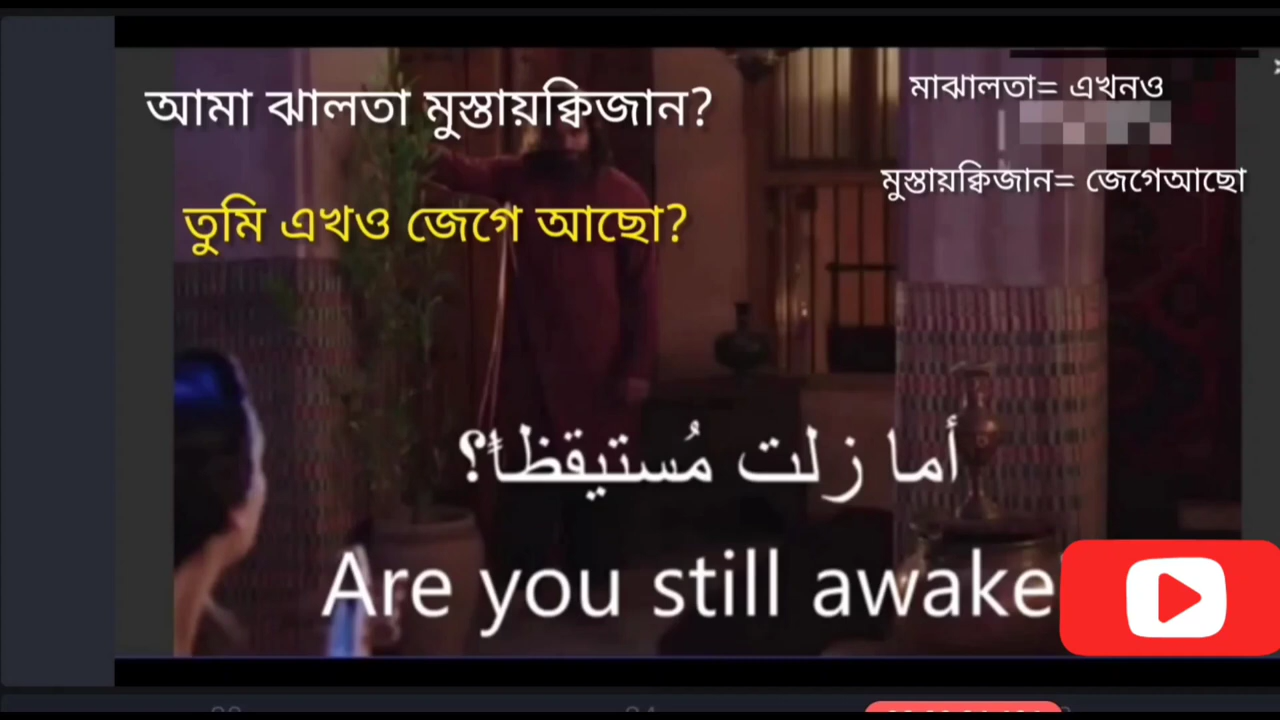 আমা ঝালতা মুস্তায়ক্বিজান?
তুমি এখও জেগে আছো?
মাঝালতা= এখনও
মুস্তায়ক্বিজান= জেগেআছো
أما زلت مُستيقظاً؟
Are you still awake